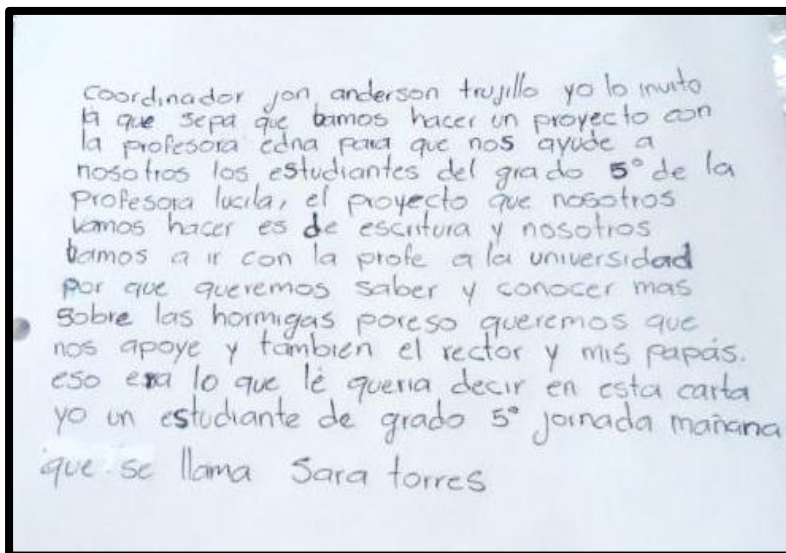 coordinador jon anderson trujillo yo lo invito
a que sepa que bamos hacer un proyecto con
la profesora edna para que nos ayude a
nosotros los estudiantes del grado 5° de la
profesora lucila, el proyecto que nosotros
vamos hacer es de escritura y nosotros
bamos a ir con la profe a la universidad
por que queremos saber y conocer mas
sobre las hormigas poreso queremos que
nos apoye y tambien el rector y mis papás.
eso era lo que lé queria decir en esta carta
yo un estudiante de grado 5° jornada mañana
que se llama Sara torres